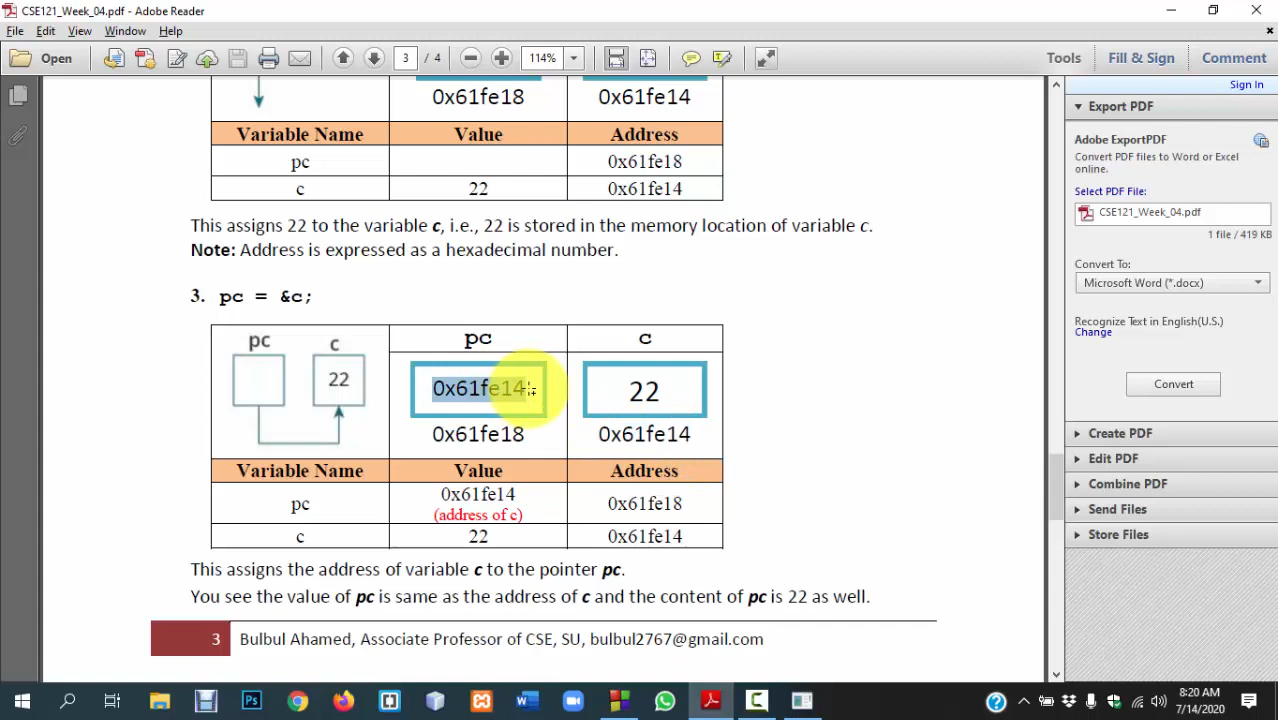 CSE121_Week_04.pdf - Adobe Reader
File Edit View Window Help
Open 3 / 4 114% Tools Fill & Sign Comment
Sign In
Export PDF
Adobe ExportPDF
Convert PDF files to Word or Excel
online.
Select PDF File:
CSE121_Week_04.pdf
1 file / 419 KB
Convert To:
Microsoft Word (*.docx)
Recognize Text in English(U.S.)
Change
Convert
Create PDF
Edit PDF
Combine PDF
Send Files
Store Files
0x61fe18 0x61fe14
Variable Name Value Address
pc 0x61fe18
c 22 0x61fe14
This assigns 22 to the variable c, i.e., 22 is stored in the memory location of variable c.
Note: Address is expressed as a hexadecimal number.
3. pc = &c;
pc c
22
pc c
0x61fe14 22
0x61fe18 0x61fe14
Variable Name Value Address
pc 0x61fe14 0x61fe18
(address of c)
c 22 0x61fe14
This assigns the address of variable c to the pointer pc.
You see the value of pc is same as the address of c and the content of pc is 22 as well.
3 Bulbul Ahamed, Associate Professor of CSE, SU, bulbul2767@gmail.com
8:20 AM
7/14/2020